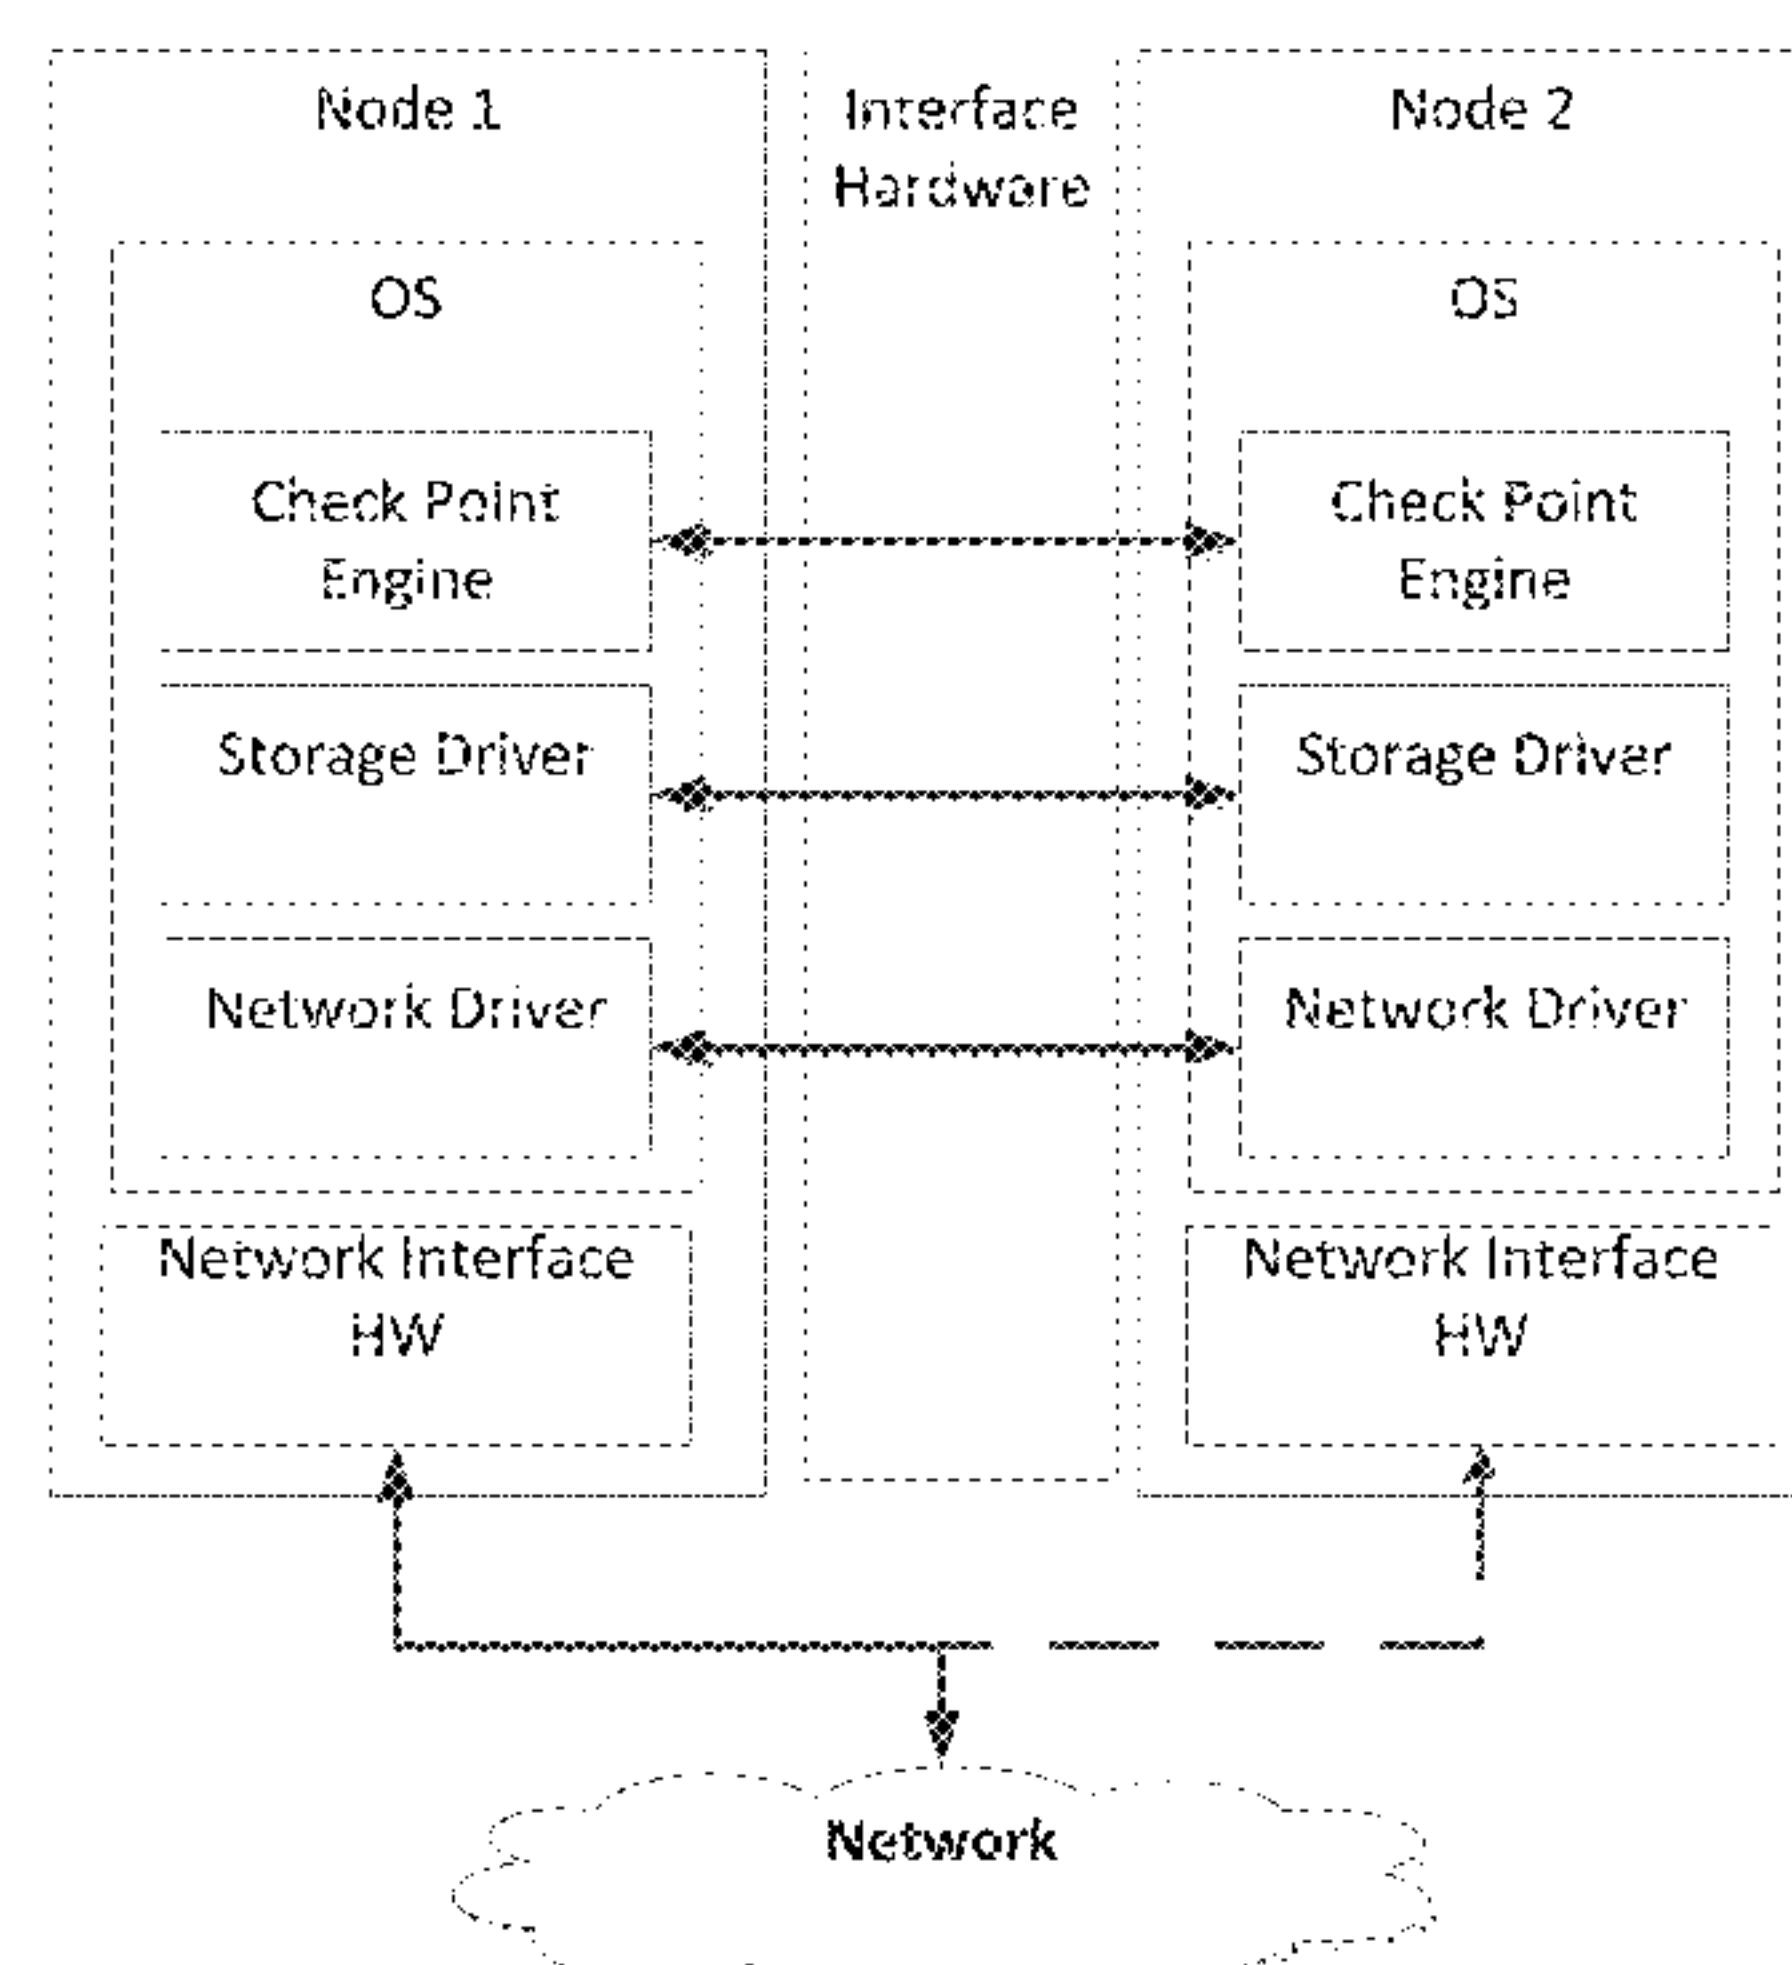 Node 1
OS
Check Point
Engine
Storage Driver
Network Driver
Network Interface
HW
Interface
Hardware
Node 2
OS
Check Point
Engine
Storage Driver
Network Driver
Network Interface
HW
Network